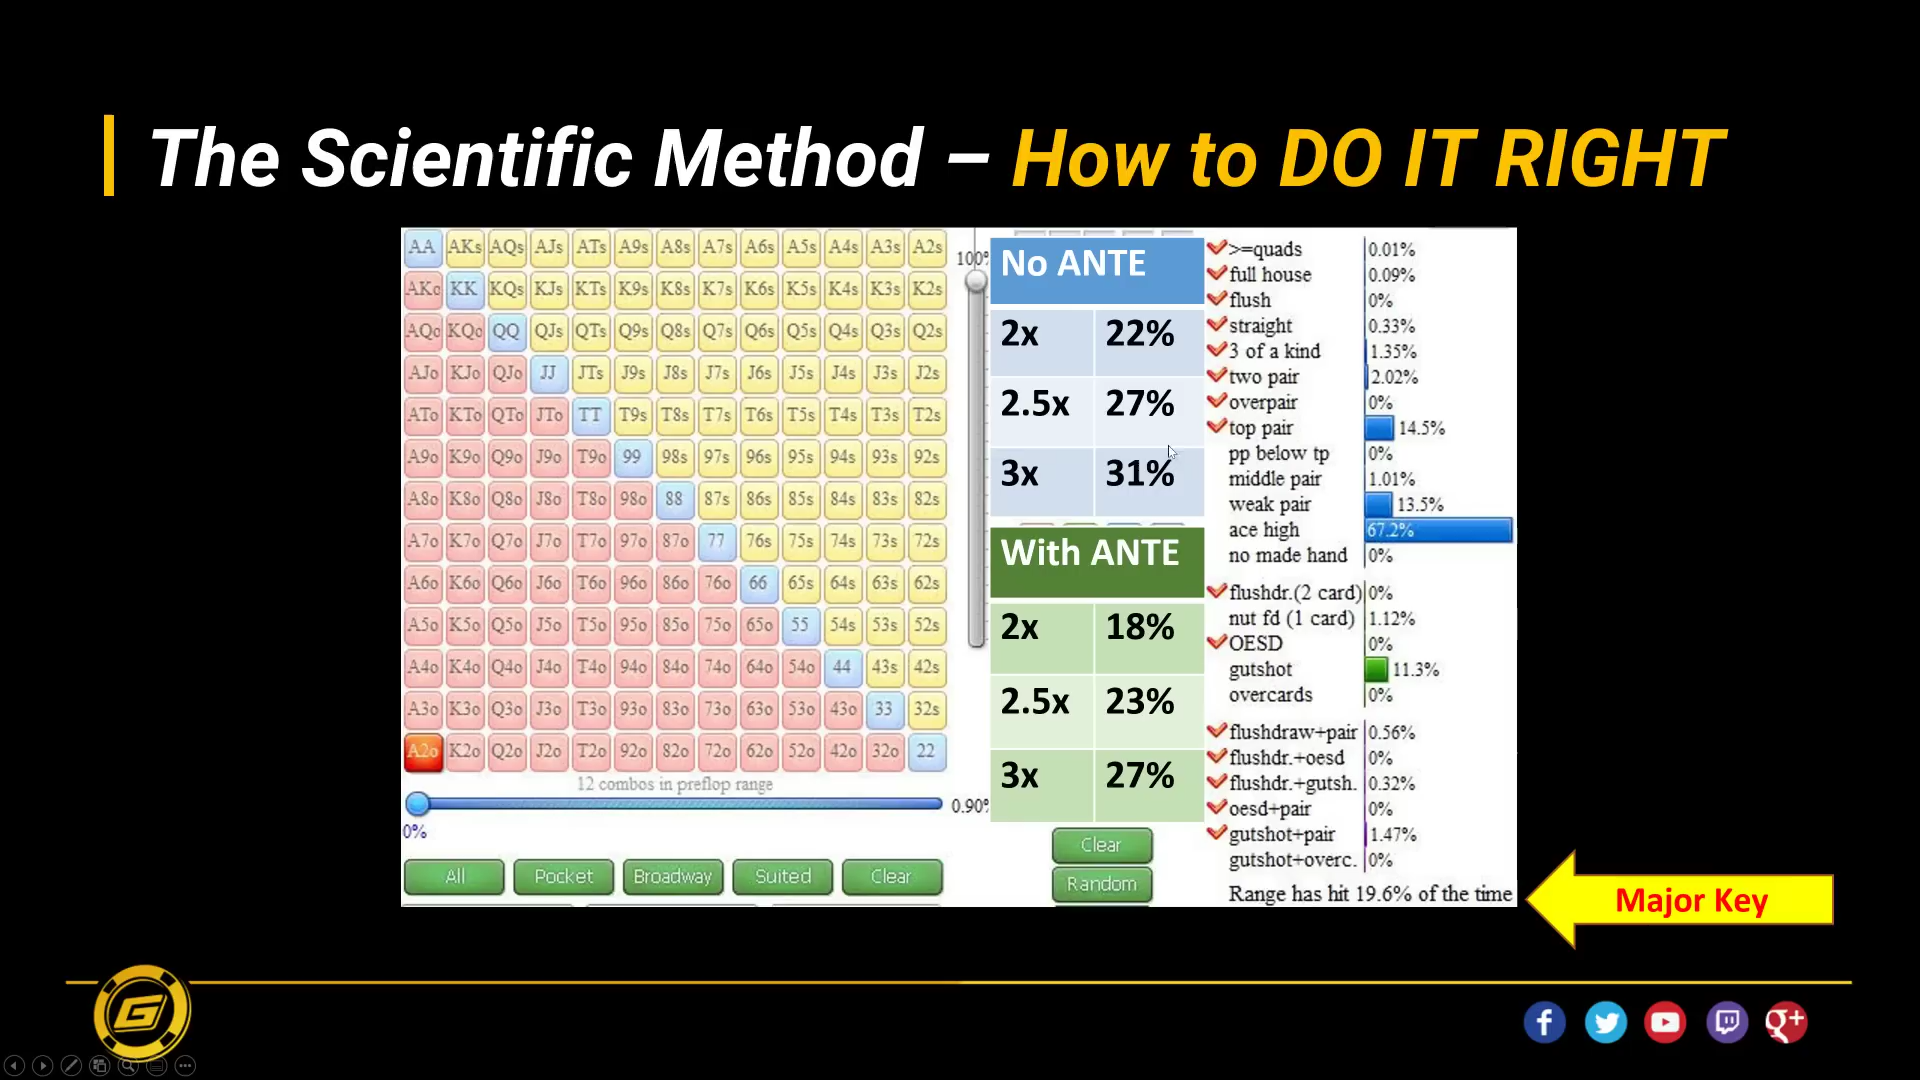 The Scientific Method – How to DO IT RIGHT
AA AKs AQs AJs ATs A9s A8s A7s A6s A5s A4s A3s A2s
AKo KK KQs KJs KTs K9s K8s K7s K6s K5s K4s K3s K2s
AQo KQo QQ QJs QTs Q9s Q8s Q7s Q6s Q5s Q4s Q3s Q2s
AJo KJo QJo JJ JTs J9s J8s J7s J6s J5s J4s J3s J2s
ATo KTo QTo JTo TT T9s T8s T7s T6s T5s T4s T3s T2s
A9o K9o Q9o J9o T9o 99 98s 97s 96s 95s 94s 93s 92s
A8o K8o Q8o J8o T8o 98o 88 87s 86s 85s 84s 83s 82s
A7o K7o Q7o J7o T7o 97o 87o 77 76s 75s 74s 73s 72s
A6o K6o Q6o J6o T6o 96o 86o 76o 66 65s 64s 63s 62s
A5o K5o Q5o J5o T5o 95o 85o 75o 65o 55 54s 53s 52s
A4o K4o Q4o J4o T4o 94o 84o 74o 64o 54o 44 43s 42s
A3o K3o Q3o J3o T3o 93o 83o 73o 63o 53o 43o 33 32s
A2o K2o Q2o J2o T2o 92o 82o 72o 62o 52o 42o 32o 22
12 combos in preflop range
0.90%
0%
All Pocket Broadway Suited Clear
100%
No ANTE
2x 22%
2.5x 27%
3x 31%
With ANTE
2x 18%
2.5x 23%
3x 27%
Clear
Random
>=quads 0.01%
full house 0.09%
flush 0%
straight 0.33%
3 of a kind 1.35%
two pair 2.02%
overpair 0%
top pair 14.5%
pp below tp 0%
middle pair 1.01%
weak pair 13.5%
ace high 67.2%
no made hand 0%
flushdr.(2 card) 0%
nut fd (1 card) 1.12%
OESD 0%
gutshot 11.3%
overcards 0%
flushdraw+pair 0.56%
flushdr.+oesd 0%
flushdr.+gutsh. 0.32%
oesd+pair 0%
gutshot+pair 1.47%
gutshot+overc. 0%
Range has hit 19.6% of the time
Major Key